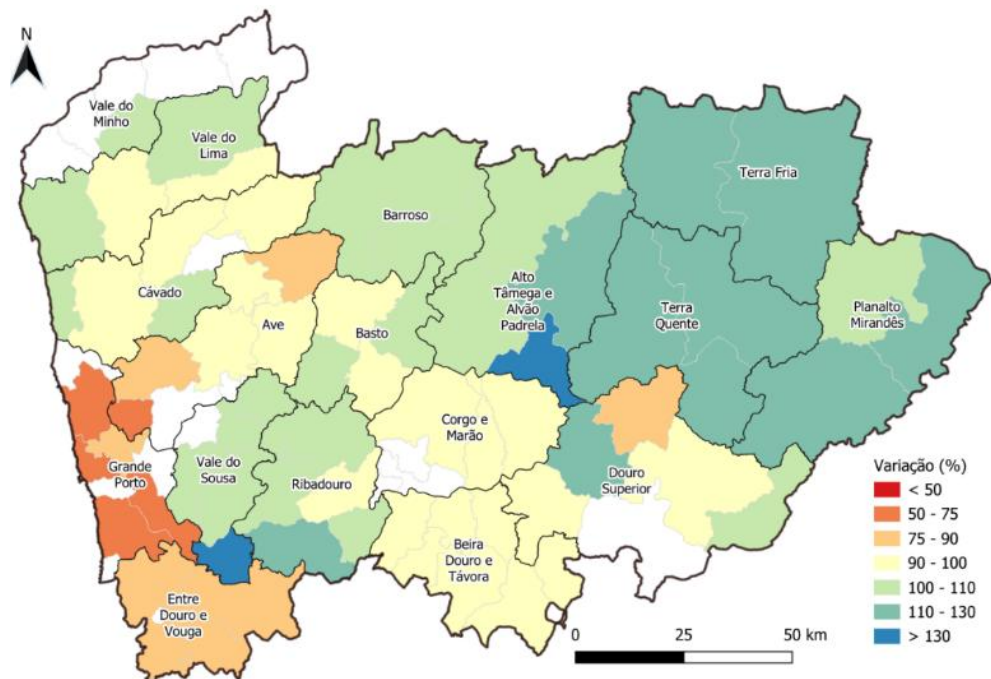 N
Vale do
Minho
Vale do
Lima
Terra Fria
Barroso
Cávado
Ave
Basto
Alto
Tâmega e
Alvão
Padrela
Terra
Quente
Planalto
Mirandês
Grande
Porto
Vale do
Sousa
Ribadouro
Corgo e
Marão
Douro
Superior
Beira
Douro e
Távora
Entre
Douro e
Vouga
Variação (%)
< 50
50 - 75
75 - 90
90 - 100
100 - 110
110 - 130
> 130
0 25 50 km